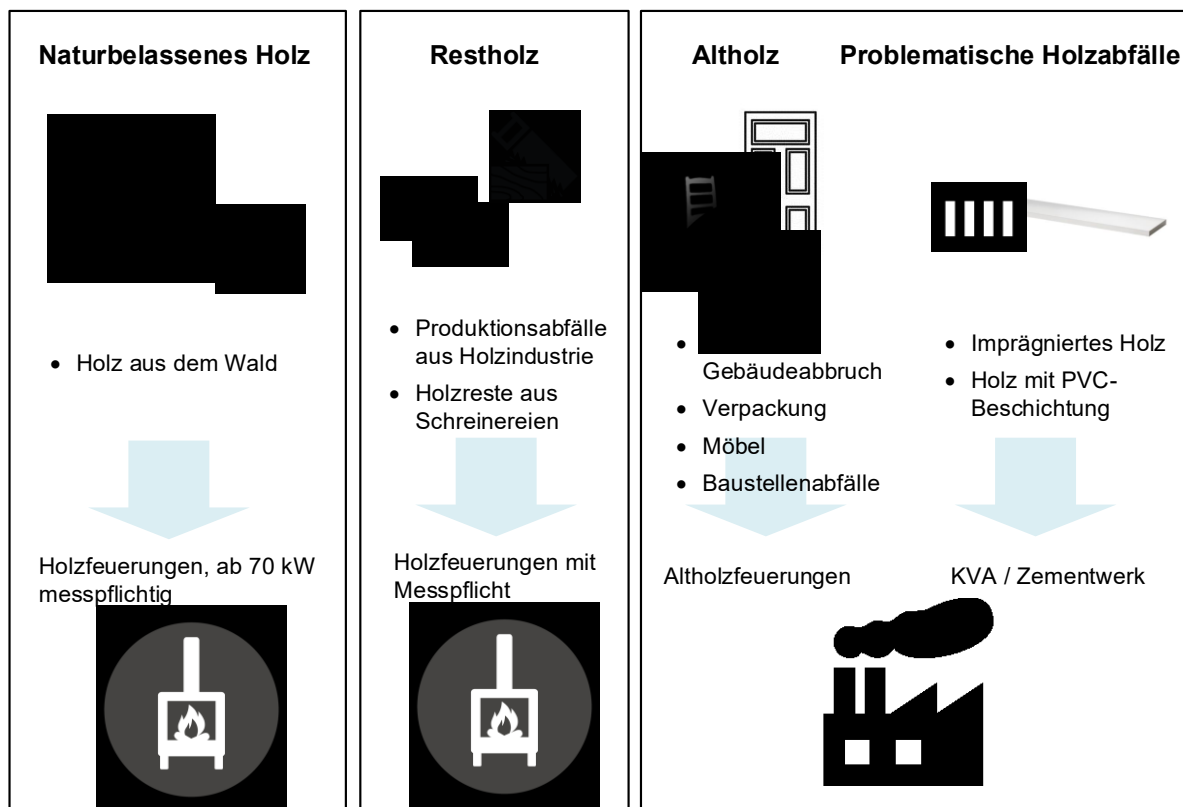 Naturbelassenes Holz
• Holz aus dem Wald
Holzfeuerungen, ab 70 kW
messpflichtig
Restholz
• Produktionsabfälle
aus Holzindustrie
• Holzreste aus
Schreinereien
Holzfeuerungen mit
Messpflicht
Altholz
•
Gebäudeabbruch
• Verpackung
• Möbel
• Baustellenabfälle
Altholzfeuerungen
Problematische Holzabfälle
• Imprägniertes Holz
• Holz mit PVC-
Beschichtung
KVA / Zementwerk